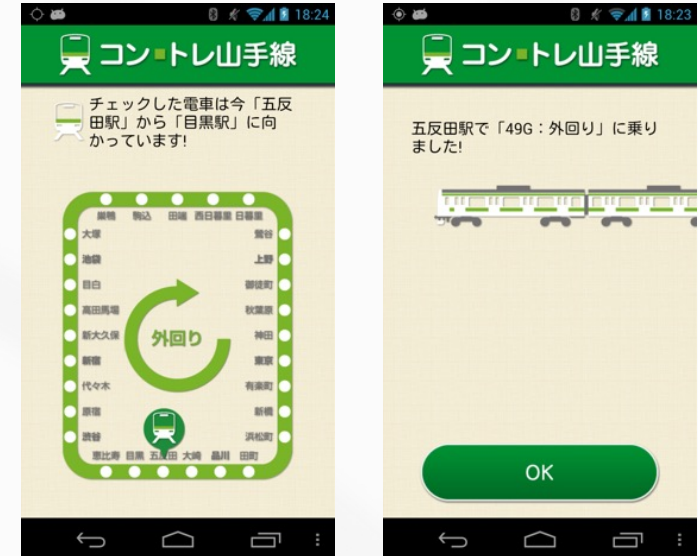 18:24
コン・トレ山手線
チェックした電車は今「五反
田駅」から「目黒駅」に向
かっています!
巣鴨 駒込 田端 西日暮里 日暮里
大塚 鶯谷
池袋 上野
目白 御徒町
高田馬場 秋葉原
新大久保 神田
外回り
新宿 東京
代々木 有楽町
原宿 新橋
渋谷 浜松町
恵比寿 目黒 五反田 大崎 品川 田町
18:23
コン・トレ山手線
五反田駅で「49G：外回り」に乗り
ました!
OK